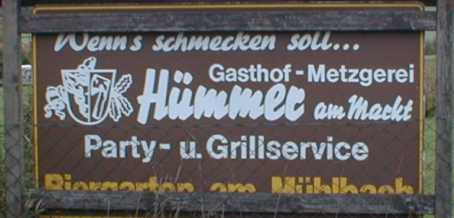 Wenn's schmecken soll...
Gasthof-Metzgerei
Hümmer am Markt
Party- u. Grillservice
Biergarten am Mühlbach